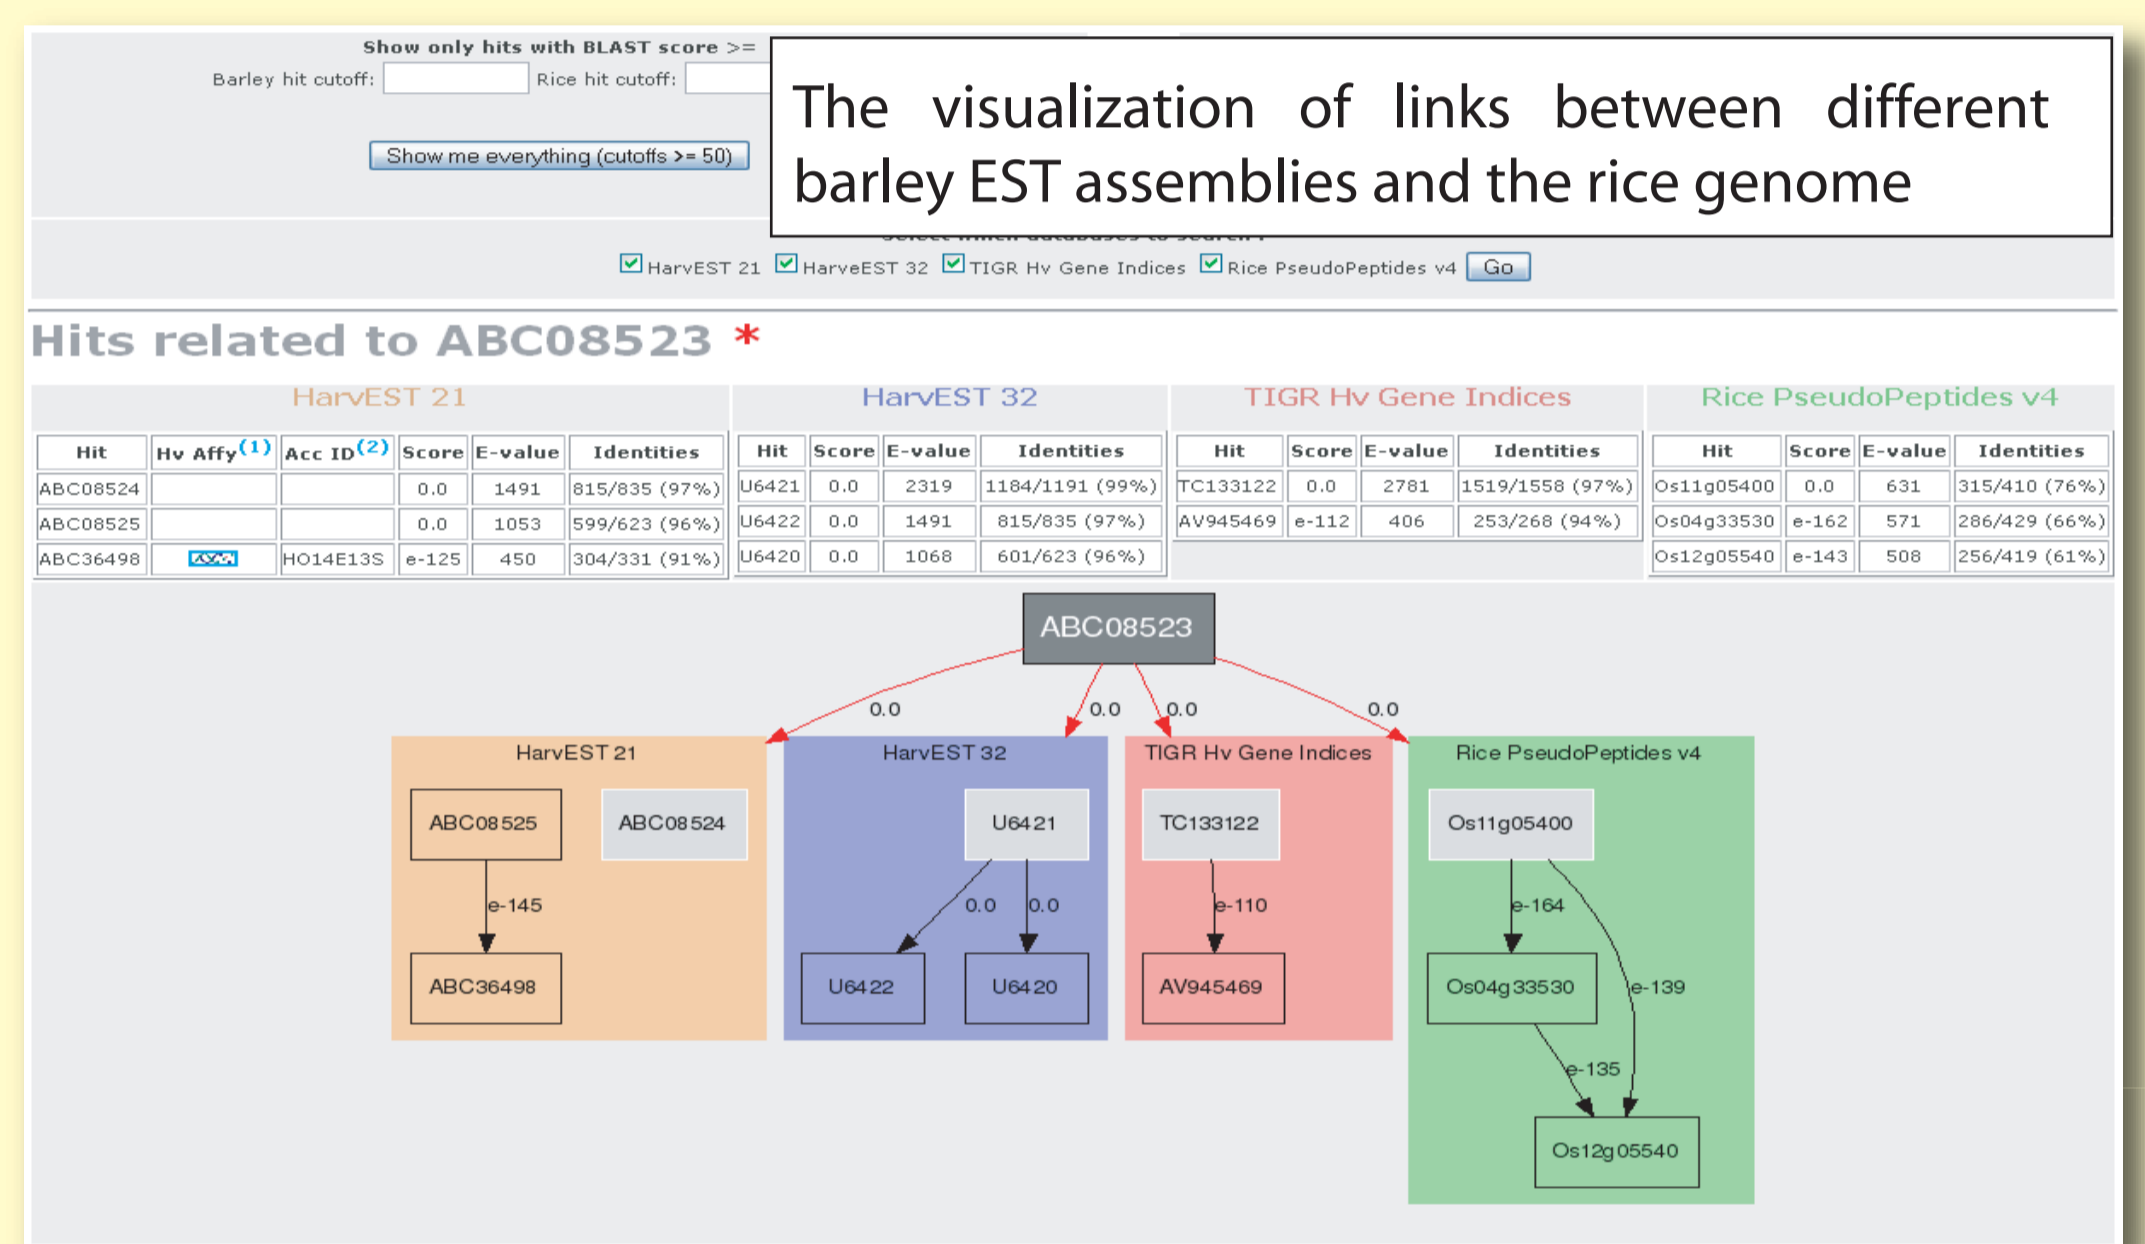 Show only hits with BLAST score >=
Barley hit cutoff: Rice hit cutoff:
Show me everything (cutoffs >= 50)
The visualization of links between different
barley EST assemblies and the rice genome
HarvEST 21 HarveEST 32 TIGR Hv Gene Indices Rice PseudoPeptides v4 Go
Hits related to ABC08523 *
HarvEST 21 HarvEST 32 TIGR Hv Gene Indices Rice PseudoPeptides v4
Hit Hv Affy(1) Acc ID(2) Score E-value Identities Hit Score E-value Identities Hit Score E-value Identities Hit Score E-value Identities
ABC08524 0.0 1491 815/835 (97%) U6421 0.0 2319 1184/1191 (99%) TC133122 0.0 2781 1519/1558 (97%) Os11g05400 0.0 631 315/410 (76%)
ABC08525 0.0 1053 599/623 (96%) U6422 0.0 1491 815/835 (97%) AV945469 e-112 406 253/268 (94%) Os04g33530 e-162 571 286/429 (66%)
ABC36498 HO14E13S e-125 450 304/331 (91%) U6420 0.0 1068 601/623 (96%) Os12g05540 e-143 508 256/419 (61%)
ABC08523
0.0 0.0 0.0 0.0
HarvEST 21 HarvEST 32 TIGR Hv Gene Indices Rice PseudoPeptides v4
ABC08525 ABC08524 U6421 TC133122 Os11g05400
e-145 0.0 0.0 e-110 e-164
ABC36498 U6422 U6420 AV945469 Os04g33530 e-139
e-135
Os12g05540